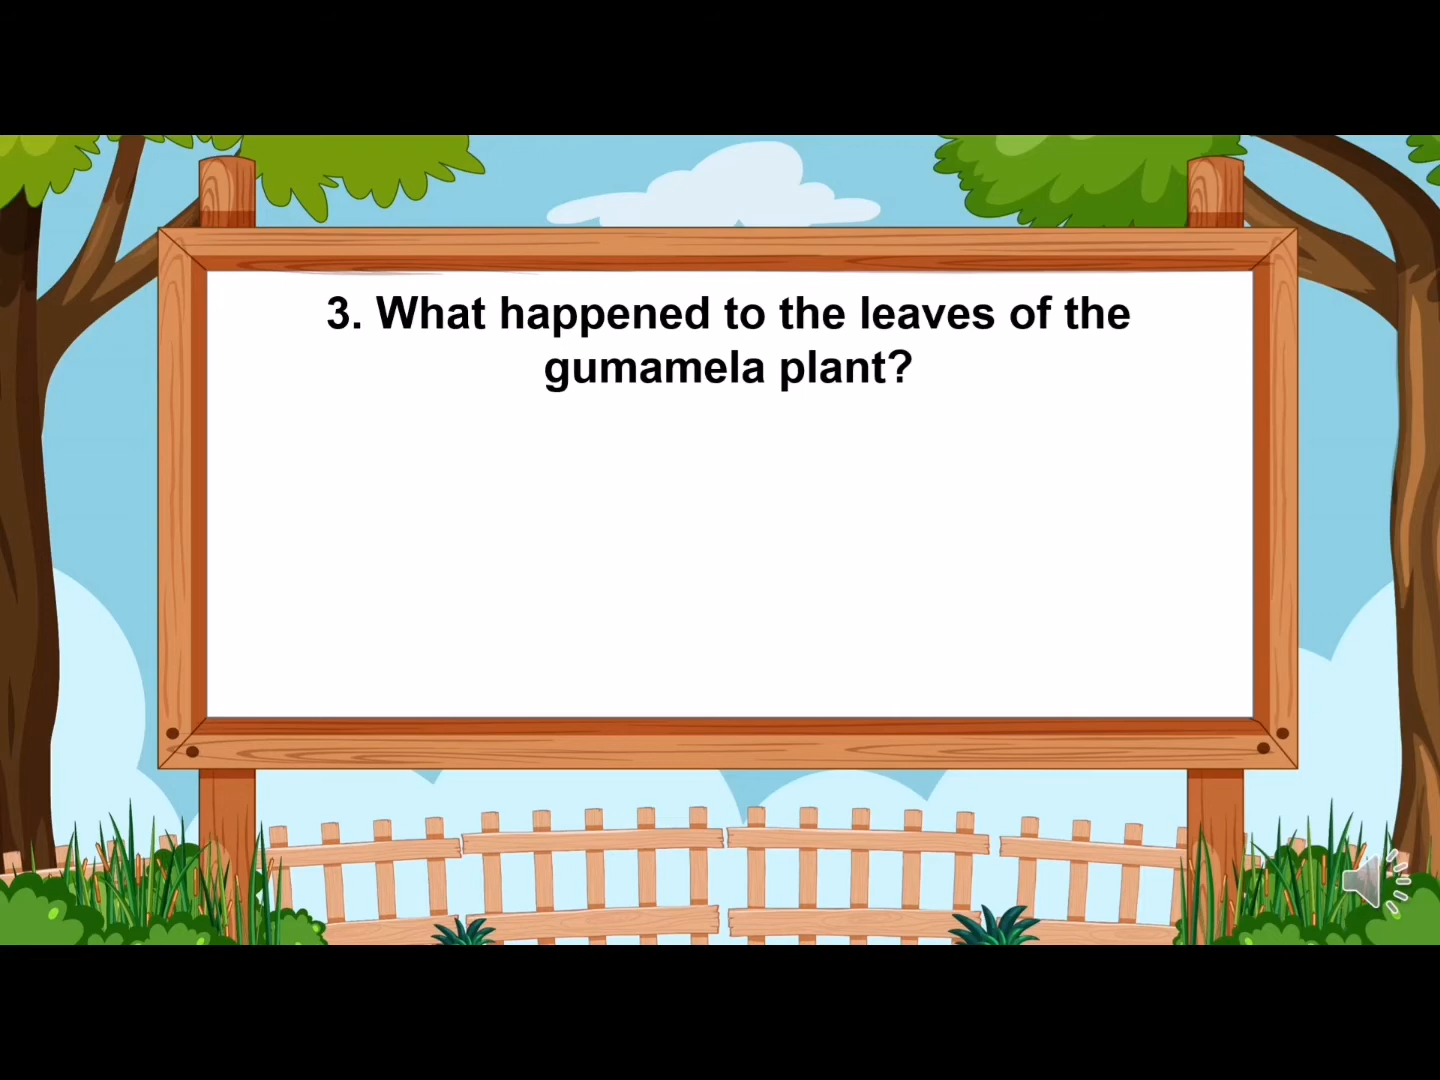 3. What happened to the leaves of the
gumamela plant?